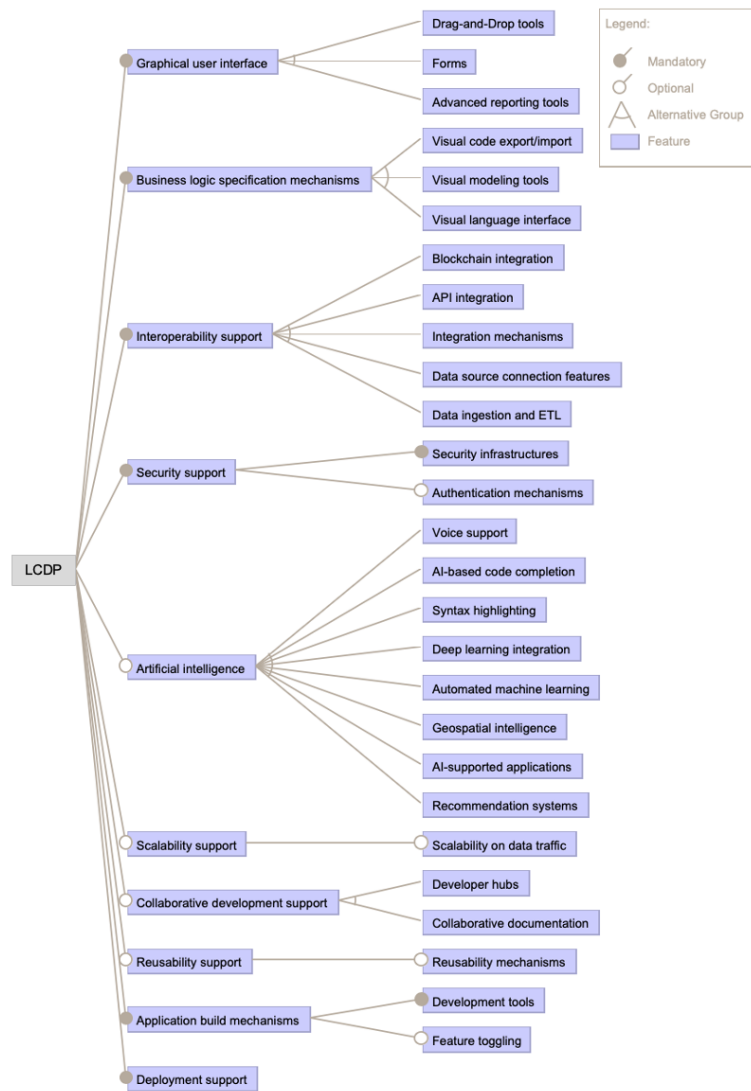 Legend:
Mandatory
Optional
Alternative Group
Feature
LCDP
Graphical user interface
Drag-and-Drop tools
Forms
Advanced reporting tools
Business logic specification mechanisms
Visual code export/import
Visual modeling tools
Visual language interface
Interoperability support
Blockchain integration
API integration
Integration mechanisms
Data source connection features
Data ingestion and ETL
Security support
Security infrastructures
Authentication mechanisms
Artificial intelligence
Voice support
AI-based code completion
Syntax highlighting
Deep learning integration
Automated machine learning
Geospatial intelligence
AI-supported applications
Recommendation systems
Scalability support
Scalability on data traffic
Collaborative development support
Developer hubs
Collaborative documentation
Reusability support
Reusability mechanisms
Application build mechanisms
Development tools
Feature toggling
Deployment support